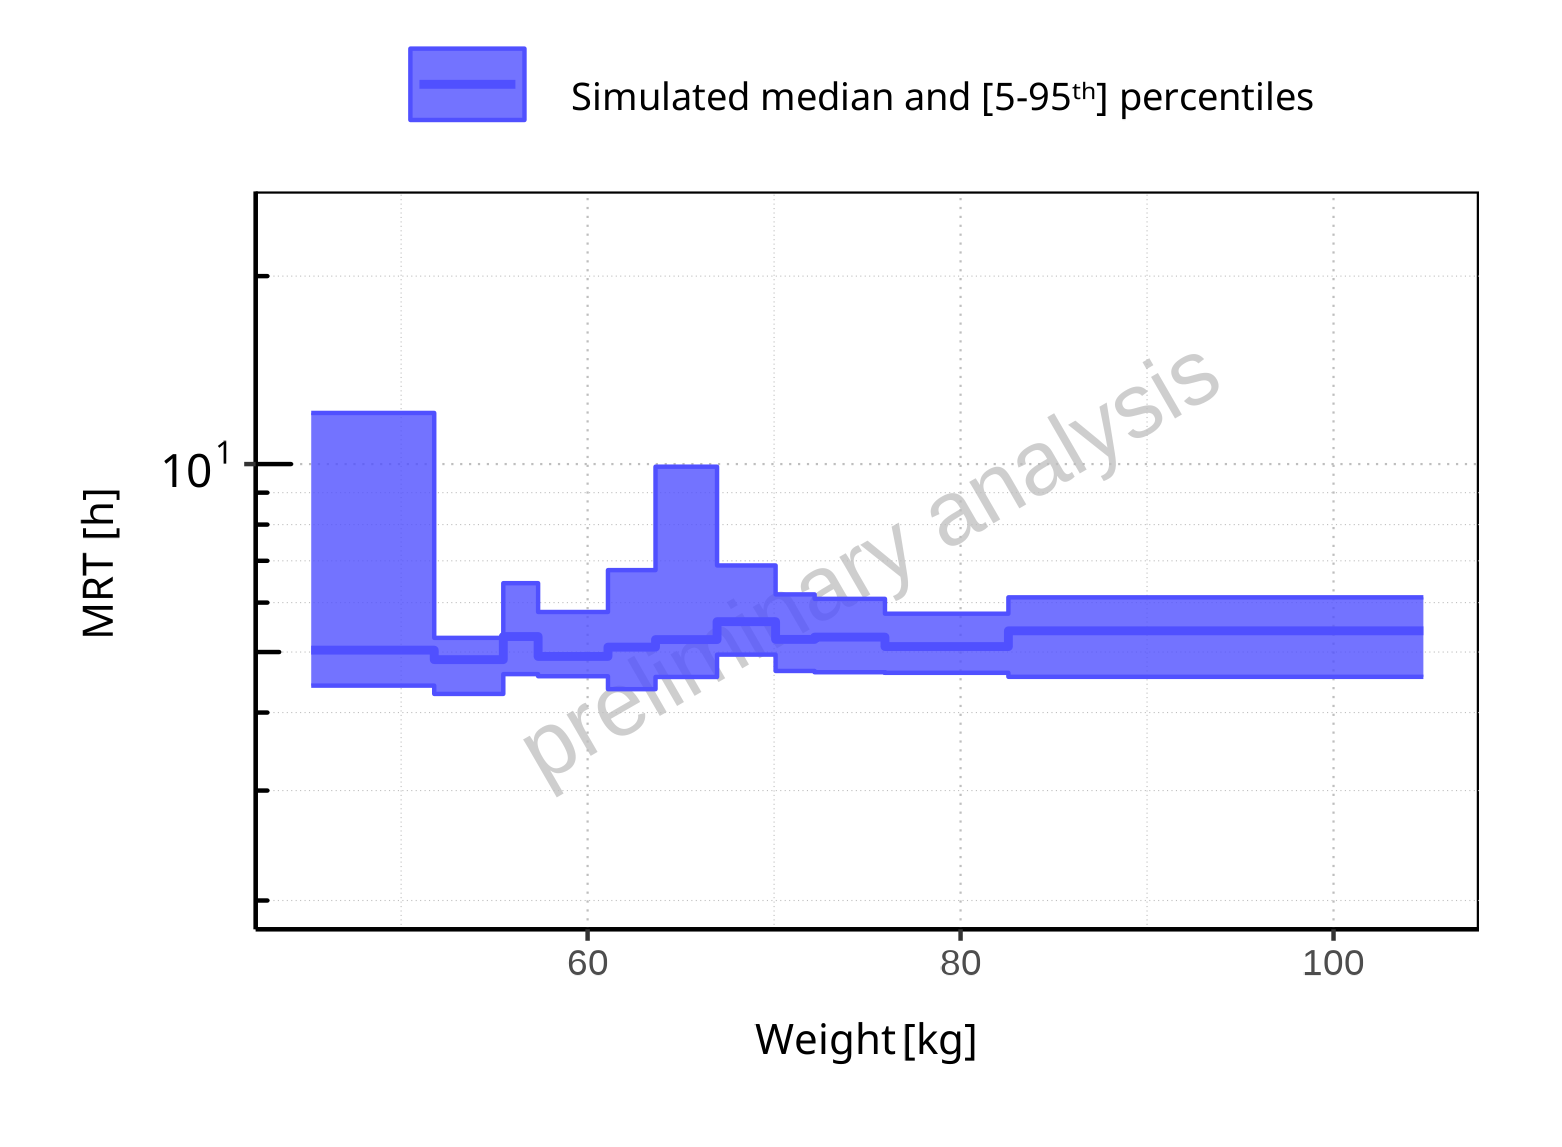 Simulated median and [5-95ᵗʰ] percentiles
MRT [h]
10¹
preliminary analysis
60 80 100
Weight [kg]